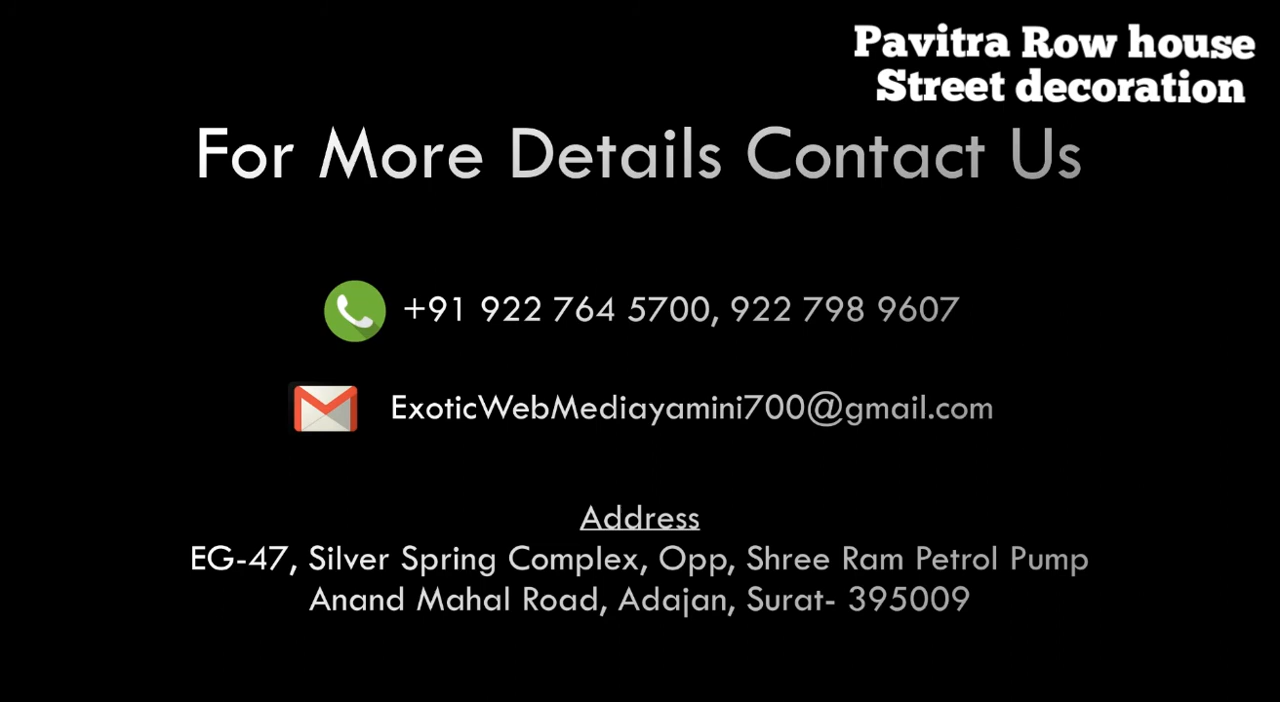 Pavitra Row house
Street decoration
For More Details Contact Us
+91 922 764 5700, 922 798 9607
ExoticWebMediayamini700@gmail.com
Address
EG-47, Silver Spring Complex, Opp, Shree Ram Petrol Pump
Anand Mahal Road, Adajan, Surat- 395009